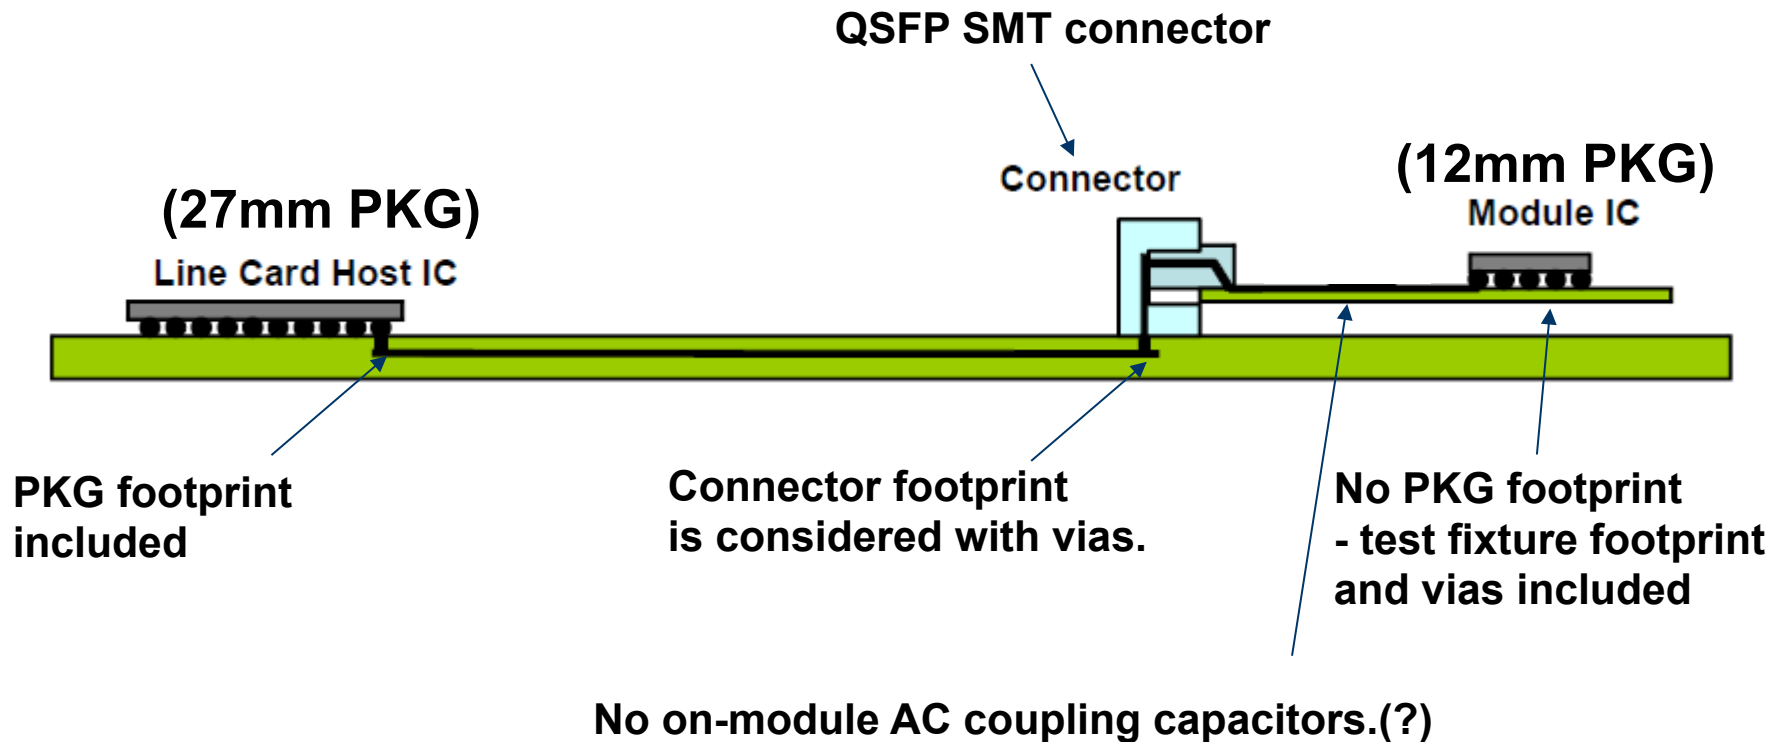 QSFP SMT connector
Connector
(12mm PKG)
Module IC
(27mm PKG)
Line Card Host IC
PKG footprint
included
Connector footprint
is considered with vias.
No PKG footprint
- test fixture footprint
and vias included
No on-module AC coupling capacitors.(?)